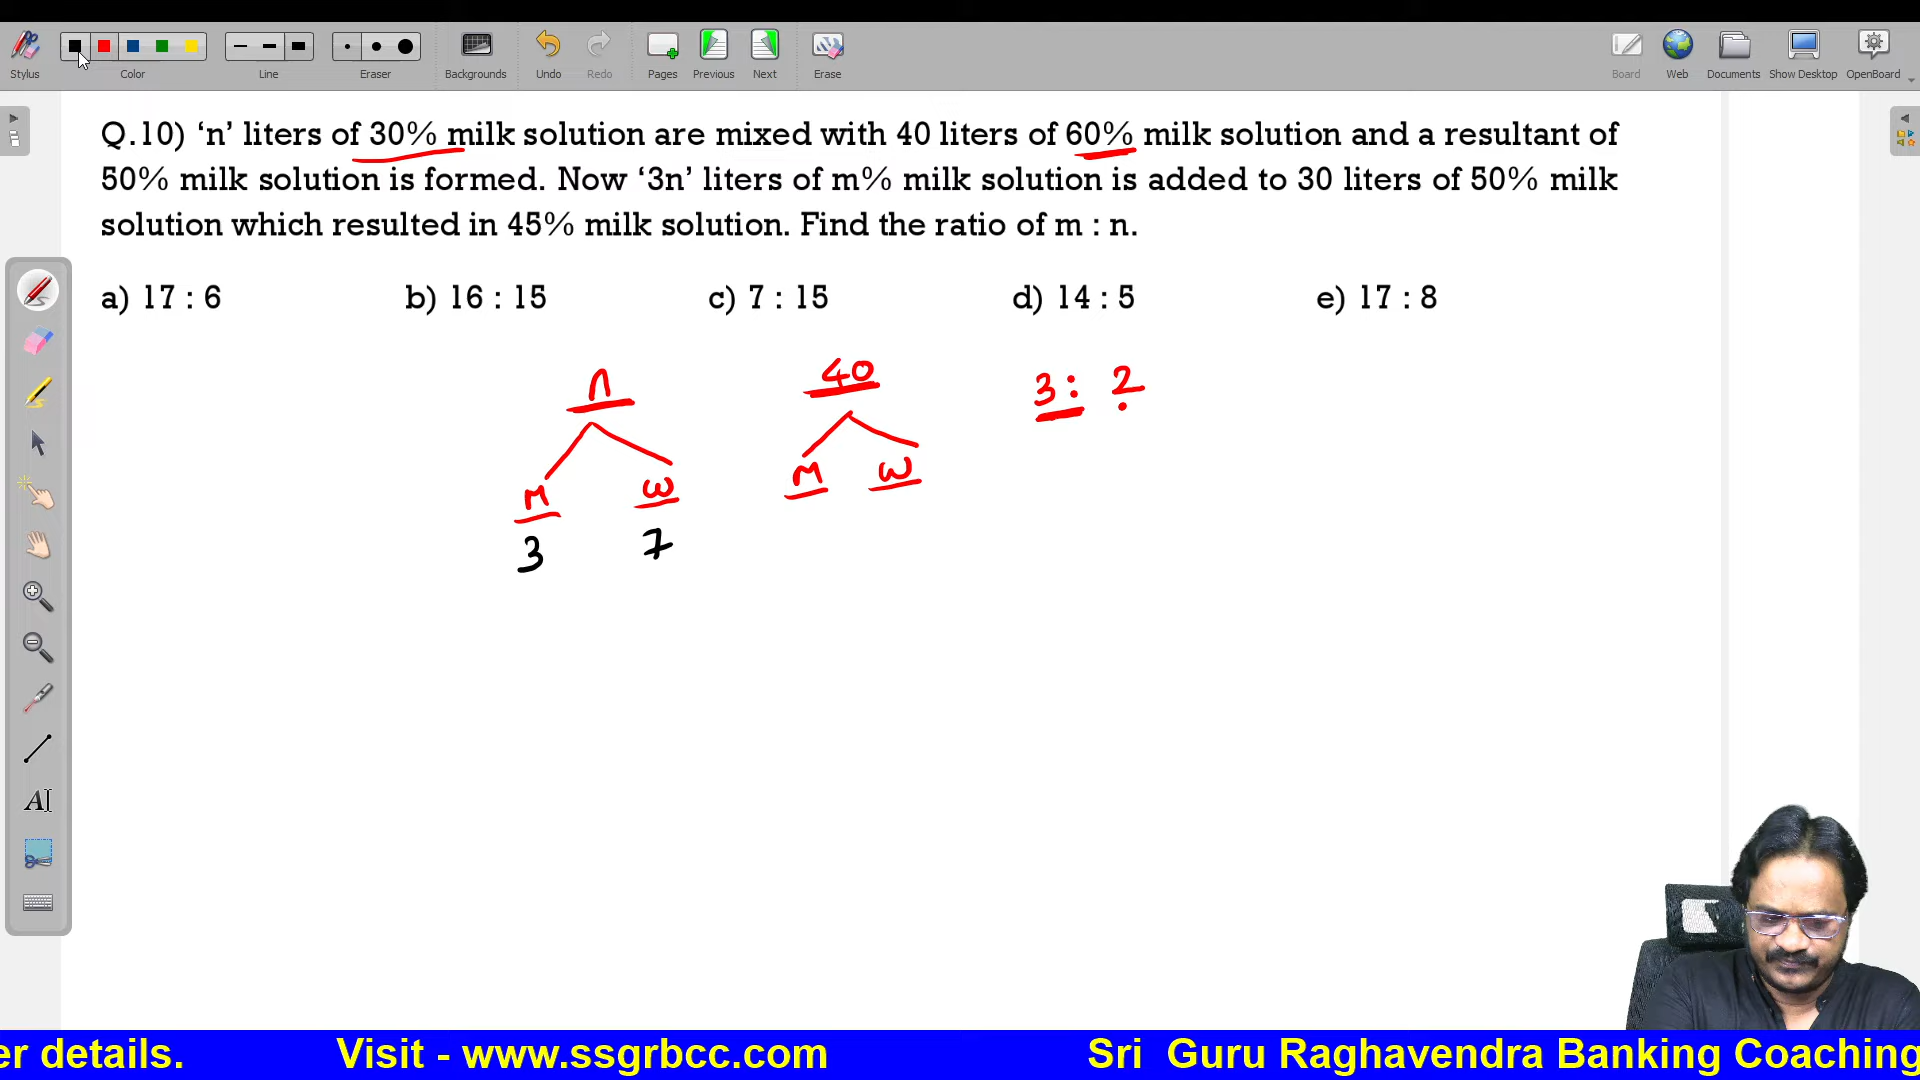 Stylus Color Line Eraser Backgrounds Undo Redo Pages Previous Next Erase Board Web Documents Show Desktop OpenBoard
Q.10) ‘n’ liters of 30% milk solution are mixed with 40 liters of 60% milk solution and a resultant of
50% milk solution is formed. Now ‘3n’ liters of m% milk solution is added to 30 liters of 50% milk
solution which resulted in 45% milk solution. Find the ratio of m : n.
a) 17 : 6 b) 16 : 15 c) 7 : 15 d) 14 : 5 e) 17 : 8
n 40 3 : 2
M W M W
3 7
er details. Visit - www.ssgrbcc.com Sri Guru Raghavendra Banking Coaching